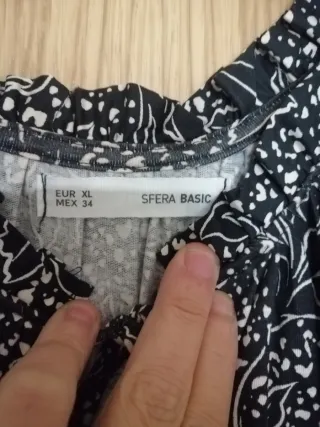 EUR XL
MEX 34
SFERA BASIC